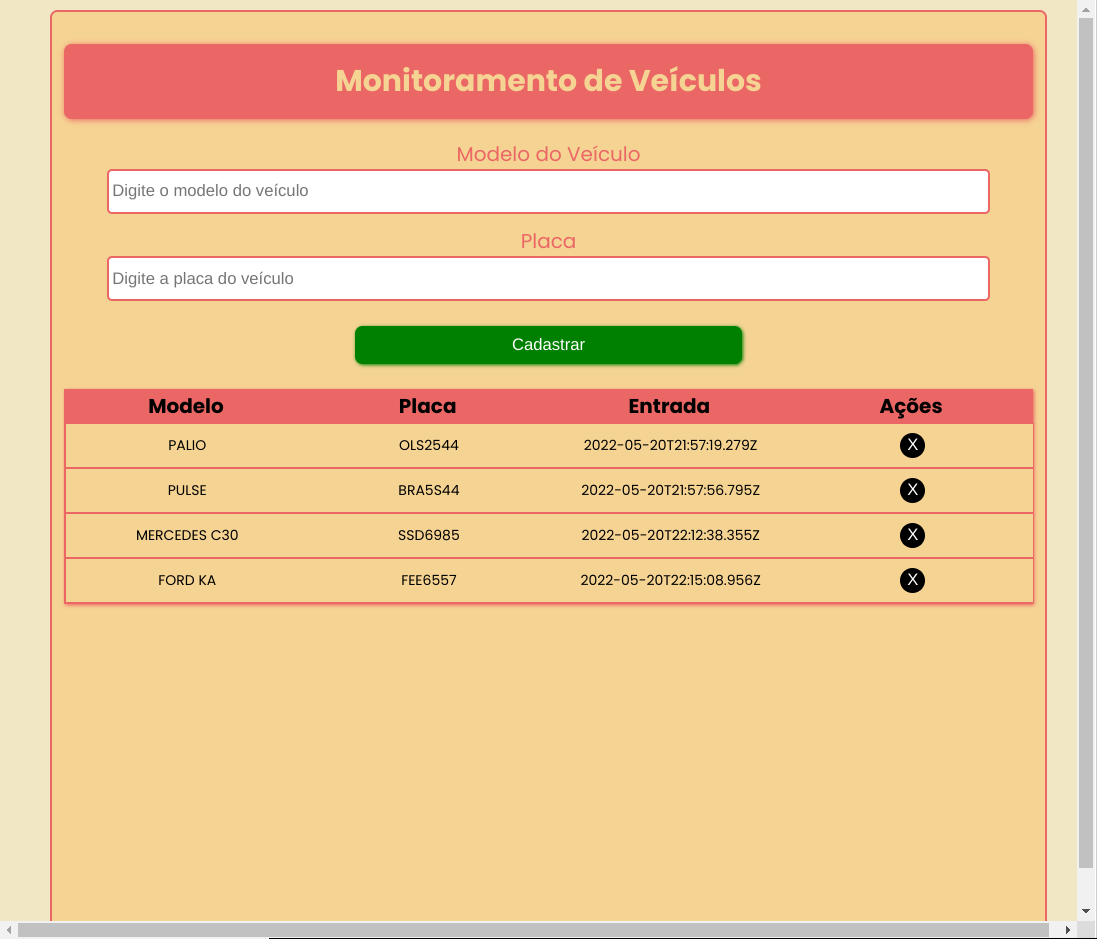 Monitoramento de Veículos
Modelo do Veículo
Digite o modelo do veículo
Placa
Digite a placa do veículo
Cadastrar
Modelo Placa Entrada Ações
PALIO OLS2544 2022-05-20T21:57:19.279Z X
PULSE BRA5S44 2022-05-20T21:57:56.795Z X
MERCEDES C30 SSD6985 2022-05-20T22:12:38.355Z X
FORD KA FEE6557 2022-05-20T22:15:08.956Z X